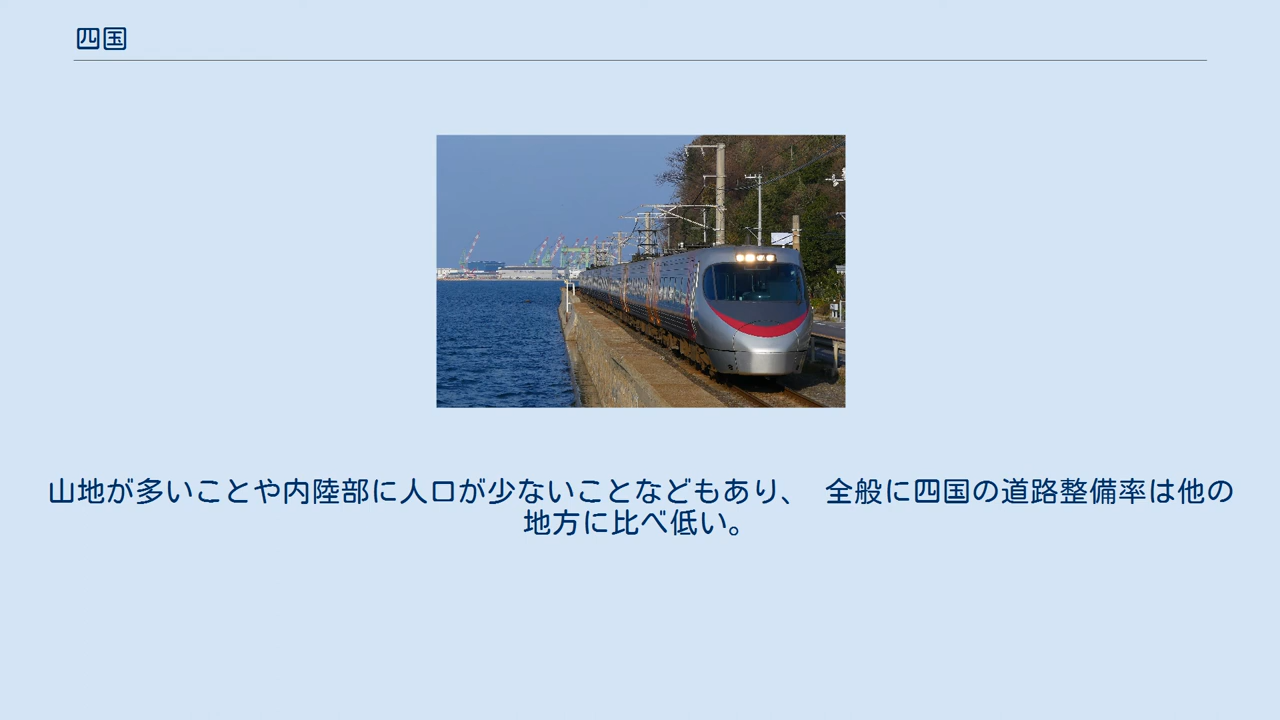 四国
山地が多いことや内陸部に人口が少ないことなどもあり、 全般に四国の道路整備率は他の
地方に比べ低い。